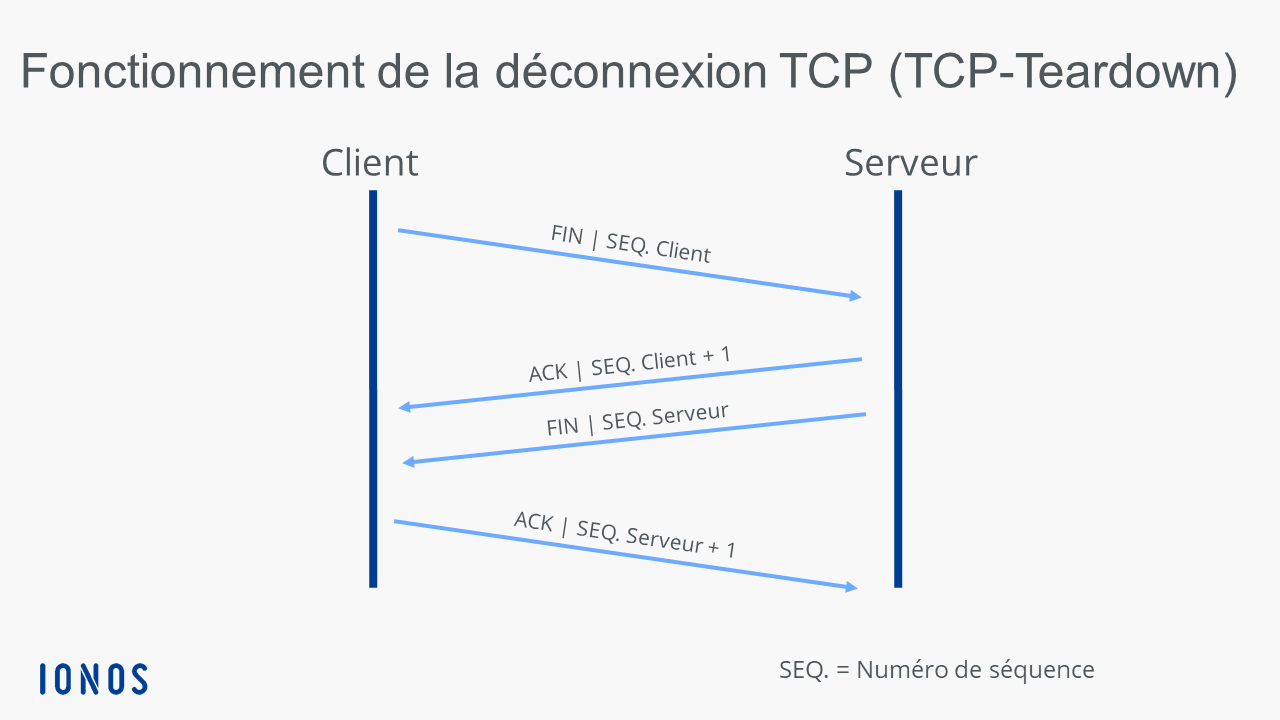 Fonctionnement de la déconnexion TCP (TCP-Teardown)
Client
Serveur
FIN | SEQ. Client
ACK | SEQ. Client + 1
FIN | SEQ. Serveur
ACK | SEQ. Serveur + 1
IONOS
SEQ. = Numéro de séquence